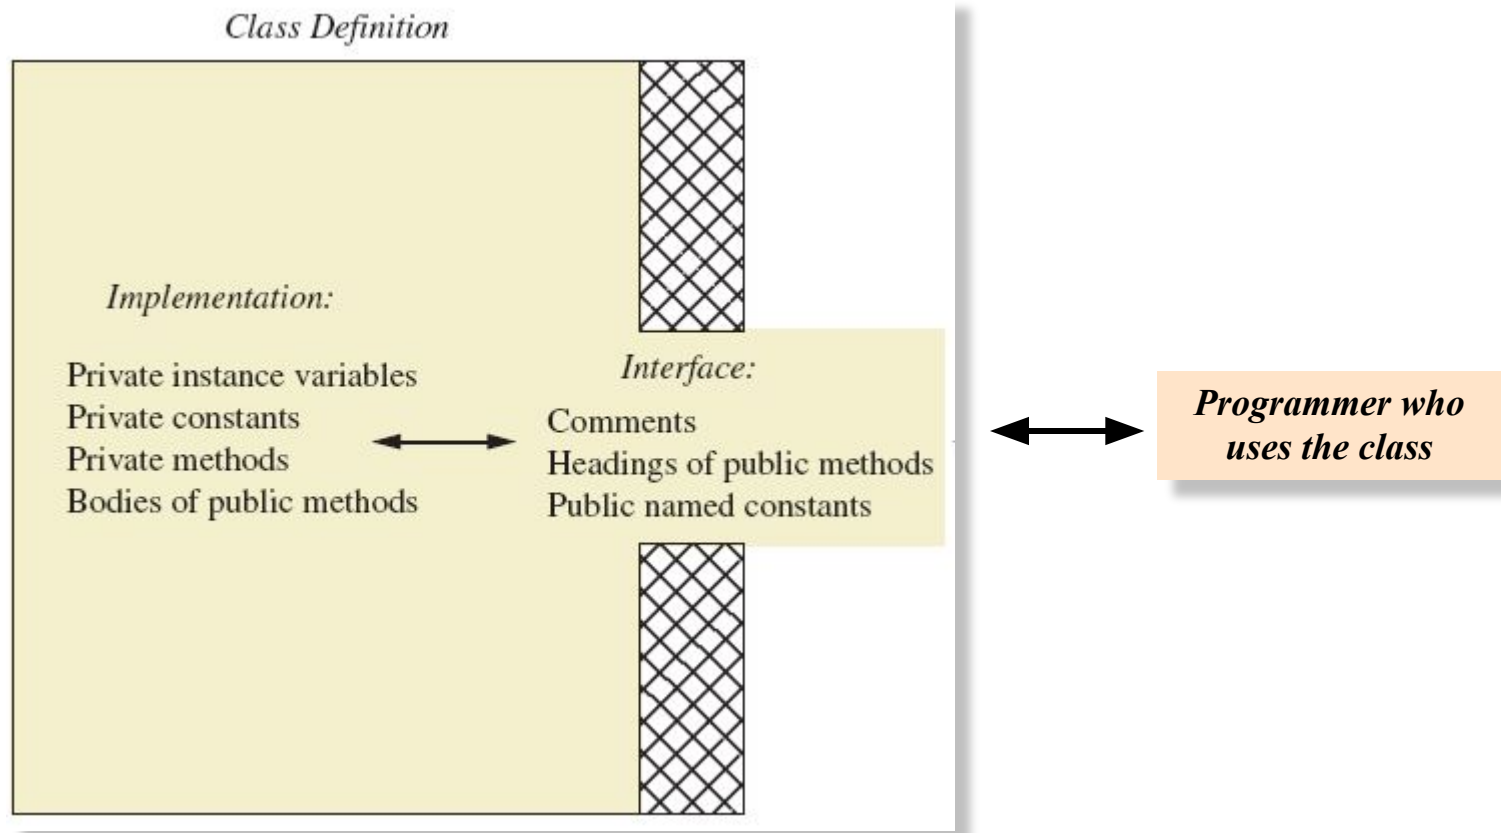 Class Definition
Implementation:
Private instance variables
Private constants
Private methods
Bodies of public methods
Interface:
Comments
Headings of public methods
Public named constants
Programmer who
uses the class